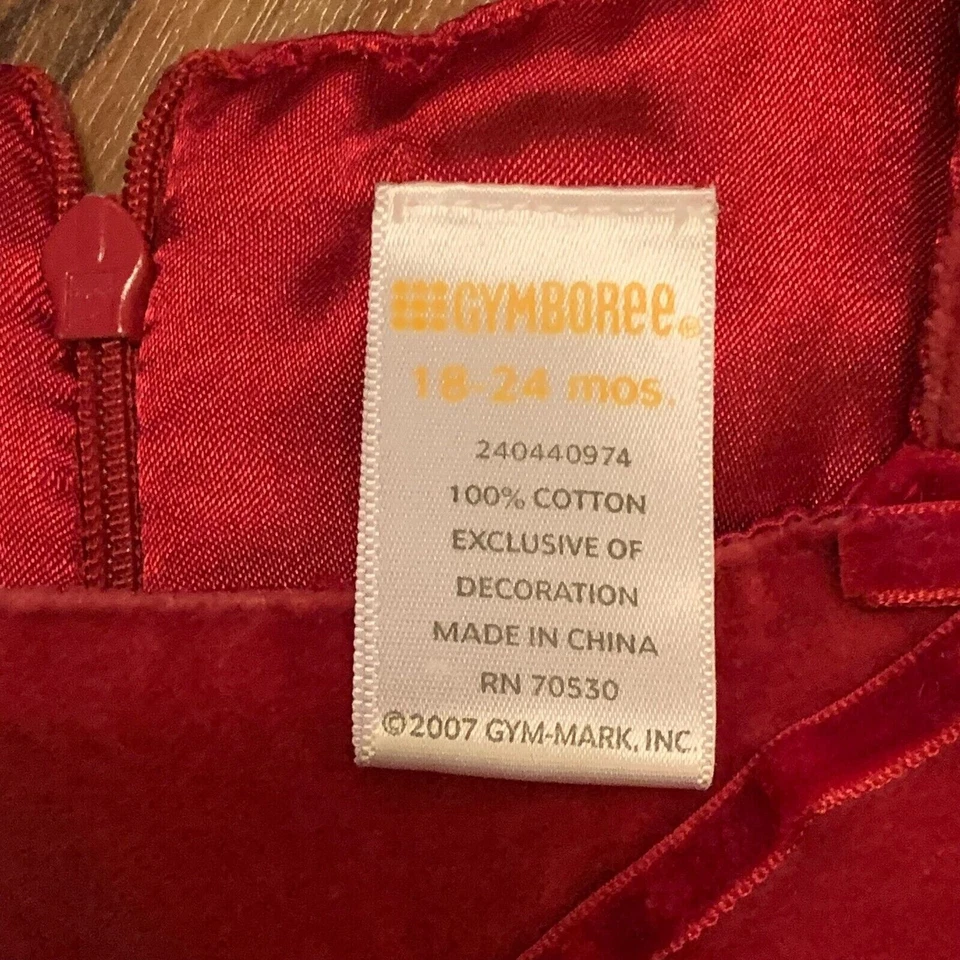 GYMBOREE®
18-24 mos.
240440974
100% COTTON
EXCLUSIVE OF
DECORATION
MADE IN CHINA
RN 70530
©2007 GYM-MARK, INC.